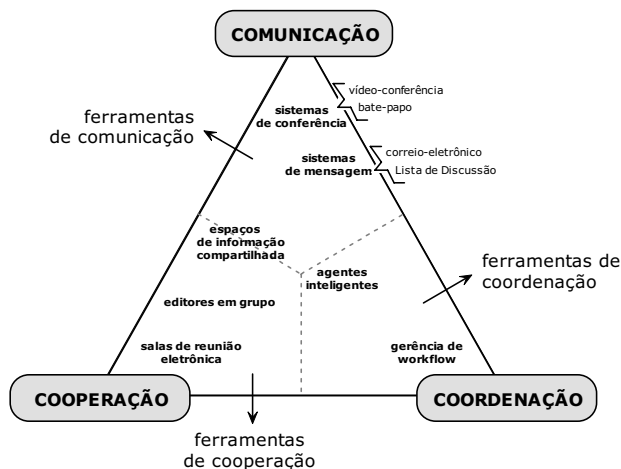 COMUNICAÇÃO
vídeo-conferência
bate-papo
sistemas
de conferência
ferramentas
de comunicação
correio-eletrônico
Lista de Discussão
sistemas
de mensagem
espaços
de informação
compartilhada
agentes
inteligentes
ferramentas de
coordenação
editores em grupo
salas de reunião
eletrônica
gerência de
workflow
COOPERAÇÃO
COORDENAÇÃO
ferramentas
de cooperação